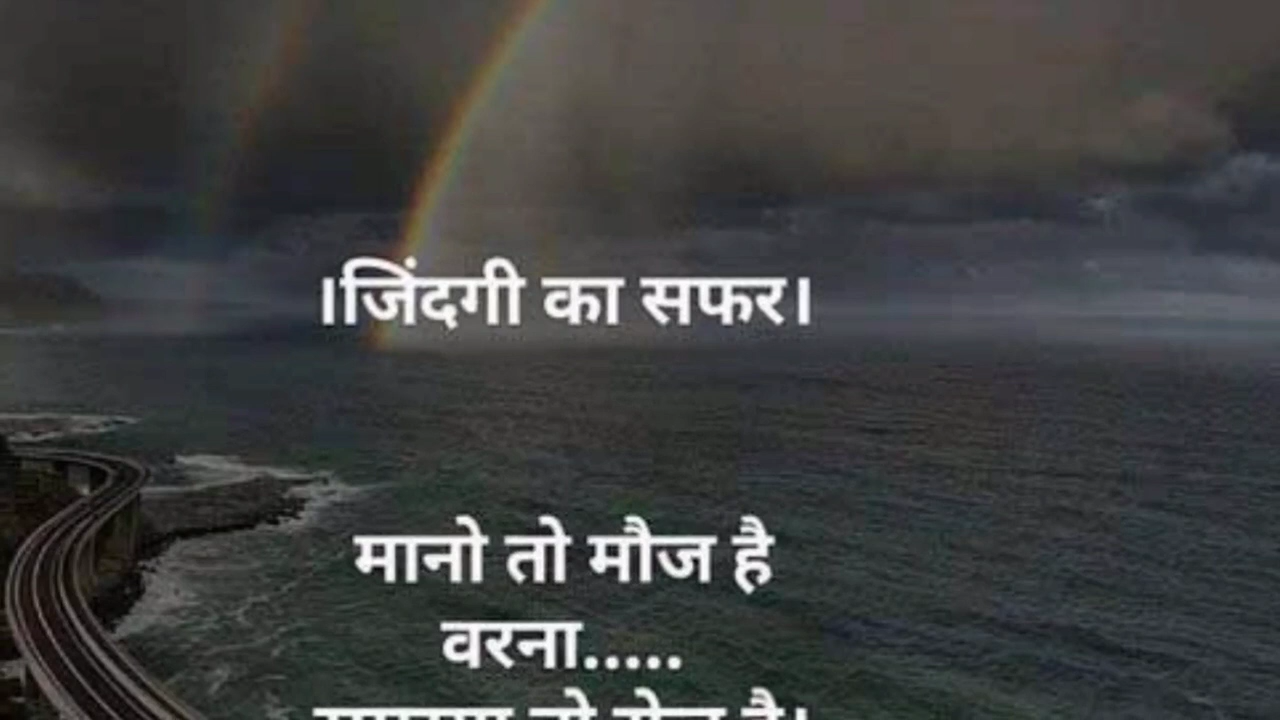 ।जिंदगी का सफर।
मानो तो मौज है
वरना.....